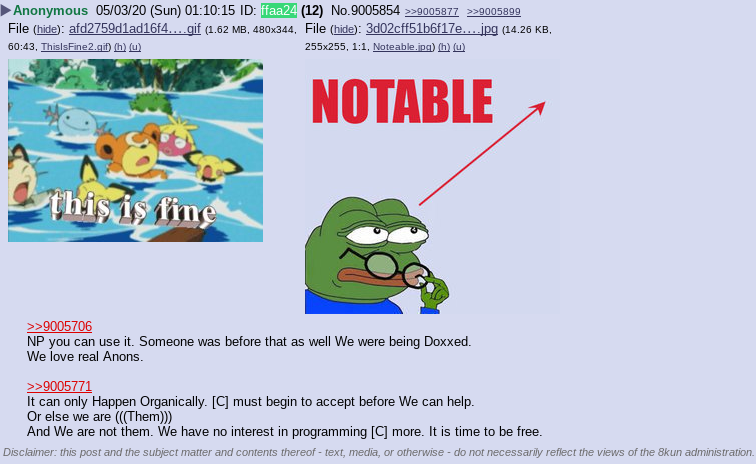 Anonymous 05/03/20 (Sun) 01:10:15 ID: ffaa24 (12) No.9005854 >>9005877 >>9005899
File (hide): afd2759d1ad16f4….gif (1.62 MB, 480x344, 60:43, ThisIsFine2.gif) (h) (u)
File (hide): 3d02cff51b6f17e….jpg (14.26 KB, 255x255, 1:1, Noteable.jpg) (h) (u)
this is fine
NOTABLE
>>9005706
NP you can use it. Someone was before that as well We were being Doxxed.
We love real Anons.
>>9005771
It can only Happen Organically. [C] must begin to accept before We can help.
Or else we are (((Them)))
And We are not them. We have no interest in programming [C] more. It is time to be free.
Disclaimer: this post and the subject matter and contents thereof - text, media, or otherwise - do not necessarily reflect the views of the 8kun administration.